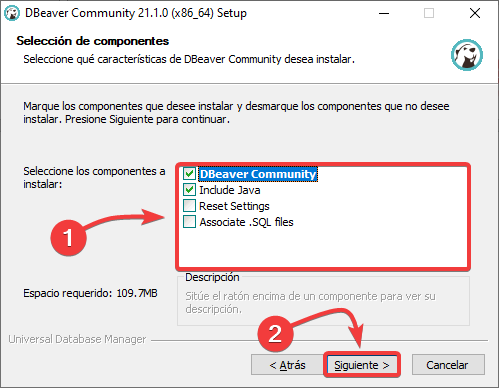 DBeaver Community 21.1.0 (x86_64) Setup
Selección de componentes
Seleccione qué características de DBeaver Community desea instalar.
Marque los componentes que desee instalar y desmarque los componentes que no desee
instalar. Presione Siguiente para continuar.
Seleccione los componentes a
instalar:
DBeaver Community
Include Java
Reset Settings
Associate .SQL files
1
Espacio requerido: 109.7MB
Descripción
Sitúe el ratón encima de un componente para ver su
descripción.
2
Universal Database Manager
< Atrás
Siguiente >
Cancelar